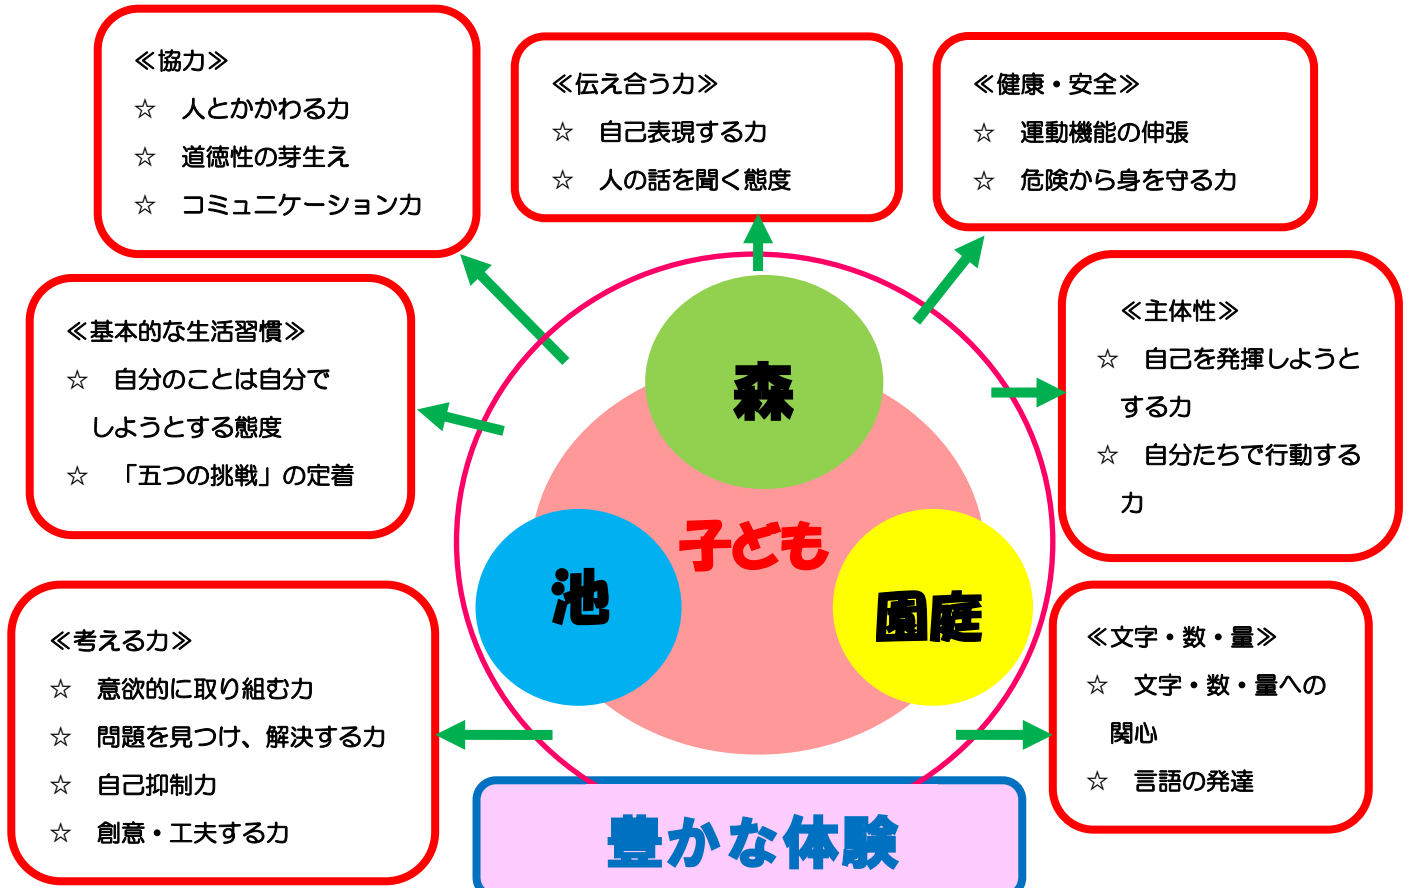 ≪協力≫
☆　人とかかわる力
☆　道徳性の芽生え
☆　コミュニケーション力
≪伝え合う力≫
☆　自己表現する力
☆　人の話を聞く態度
≪健康・安全≫
☆　運動機能の伸張
☆　危険から身を守る力
≪基本的な生活習慣≫
☆　自分のことは自分で
しようとする態度
☆　「五つの挑戦」の定着
≪主体性≫
☆　自己を発揮しようと
する力
☆　自分たちで行動する
力
森
子ども
池
園庭
≪考える力≫
☆　意欲的に取り組む力
☆　問題を見つけ、解決する力
☆　自己抑制力
☆　創意・工夫する力
≪文字・数・量≫
☆　文字・数・量への
関心
☆　言語の発達
豊かな体験